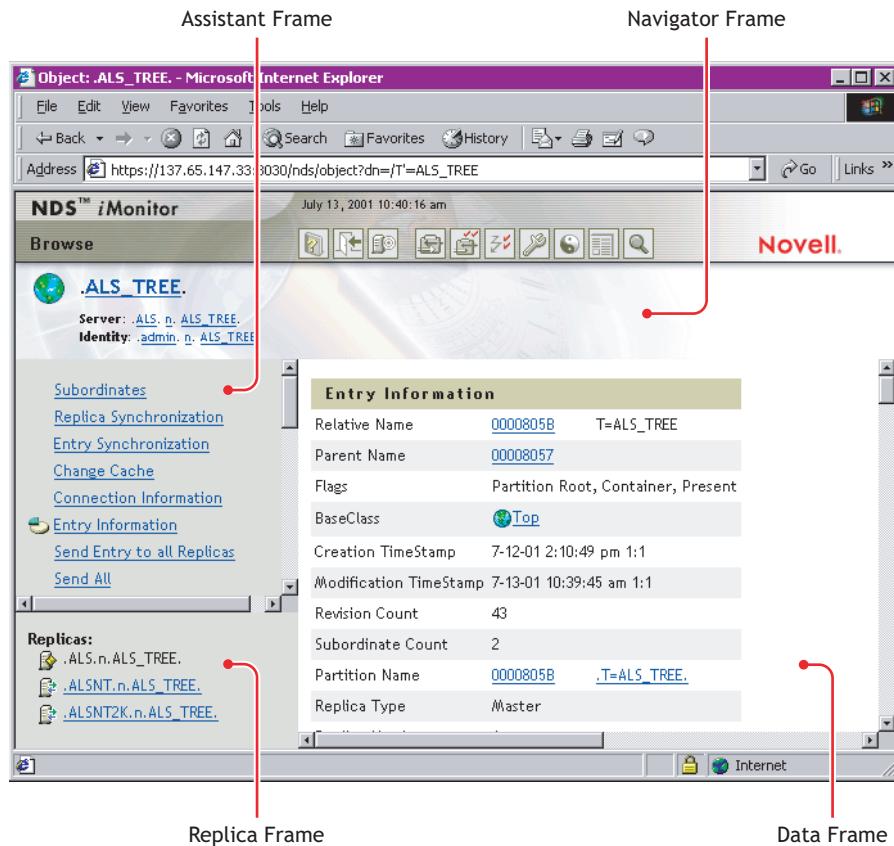 Assistant Frame
Navigator Frame
Object: .ALS_TREE. - Microsoft Internet Explorer
File Edit View Favorites Tools Help
Back Search Favorites History
Address https://137.65.147.33:8030/nds/object?dn=/T'=ALS_TREE Go Links »
NDS™ iMonitor
July 13, 2001 10:40:16 am
Browse
Novell.
.ALS_TREE.
Server: .ALS. n. ALS_TREE.
Identity: .admin. n. ALS_TREE
Subordinates
Replica Synchronization
Entry Synchronization
Change Cache
Connection Information
Entry Information
Send Entry to all Replicas
Send All
Replicas:
.ALS.n.ALS_TREE.
.ALSNT.n.ALS_TREE.
.ALSNT2K.n.ALS_TREE.
Entry Information
Relative Name 0000805B T=ALS_TREE
Parent Name 00008057
Flags Partition Root, Container, Present
BaseClass Top
Creation TimeStamp 7-12-01 2:10:49 pm 1:1
Modification TimeStamp 7-13-01 10:39:45 am 1:1
Revision Count 43
Subordinate Count 2
Partition Name 0000805B .T=ALS_TREE.
Replica Type Master
Internet
Replica Frame
Data Frame